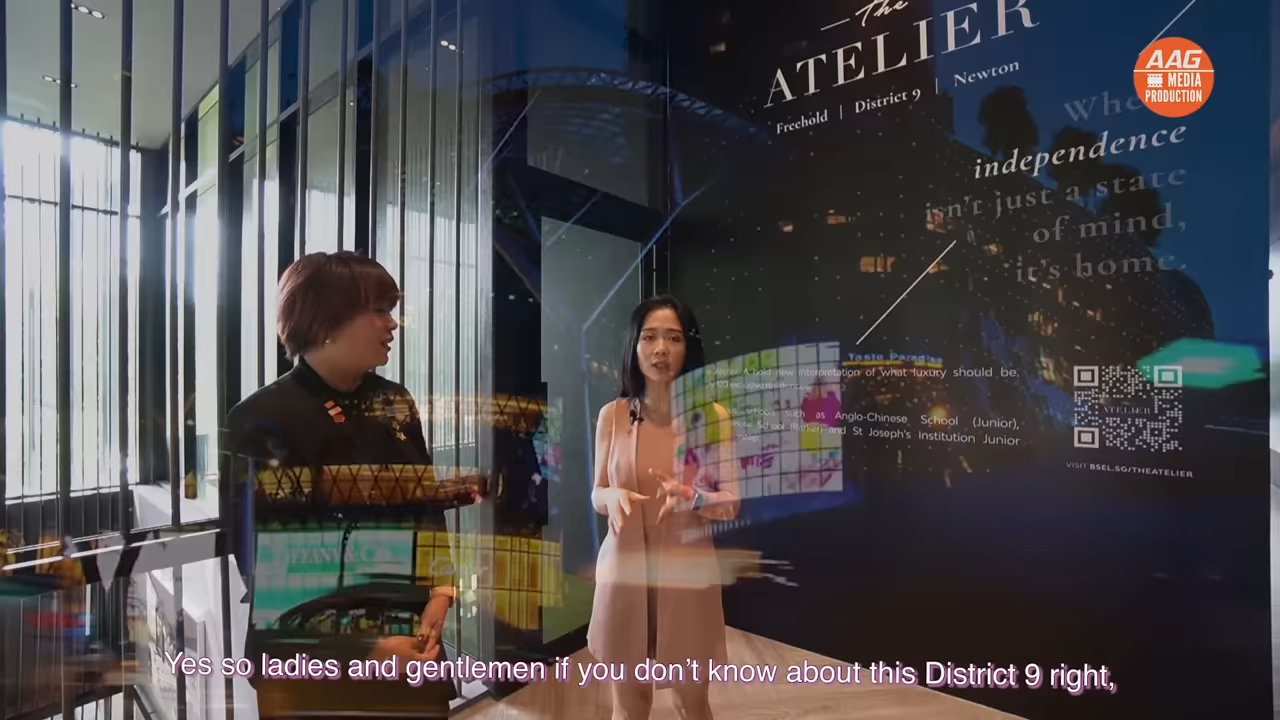 The
ATELIER
Freehold | District 9 | Newton
AAG
MEDIA
PRODUCTION
independence
isn't just a state
of mind,
it's home.
Taste Paradise
A bold new interpretation of what luxury should be.
schools such as Anglo-Chinese School (Junior),
School (Barker) and St Joseph's Institution Junior
ATELIER
VISIT BSEL.SG/THEATELIER
TIFFANY & CO.
Cartier
Yes so ladies and gentlemen if you don't know about this District 9 right,